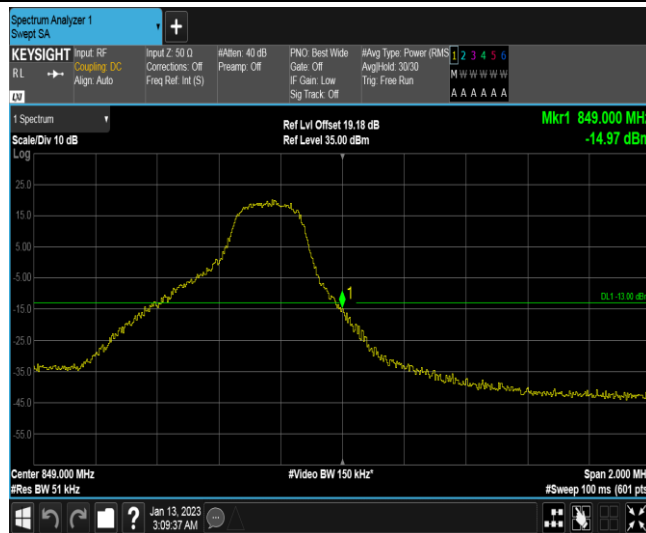 Spectrum Analyzer 1
Swept SA
+
KEYSIGHT Input: RF Input Z: 50 Ω #Atten: 40 dB PNO: Best Wide #Avg Type: Power (RMS 1 2 3 4 5 6
RL Coupling: DC Corrections: Off Preamp: Off Gate: Off Avg|Hold: 30/30 M W W W W W
Align: Auto Freq Ref: Int (S) IF Gain: Low Trig: Free Run
LXI Sig Track: Off A A A A A A
1 Spectrum Ref Lvl Offset 19.18 dB Mkr1 849.000 MHz
Scale/Div 10 dB Ref Level 35.00 dBm -14.97 dBm
Log
25.0
15.0
5.00
-5.00
1
DL1 -13.00 dBm
-15.0
-25.0
-35.0
-45.0
-55.0
Center 849.000 MHz #Video BW 150 kHz* Span 2.000 MH
#Res BW 51 kHz #Sweep 100 ms (601 pts
? Jan 13, 2023
3:09:37 AM